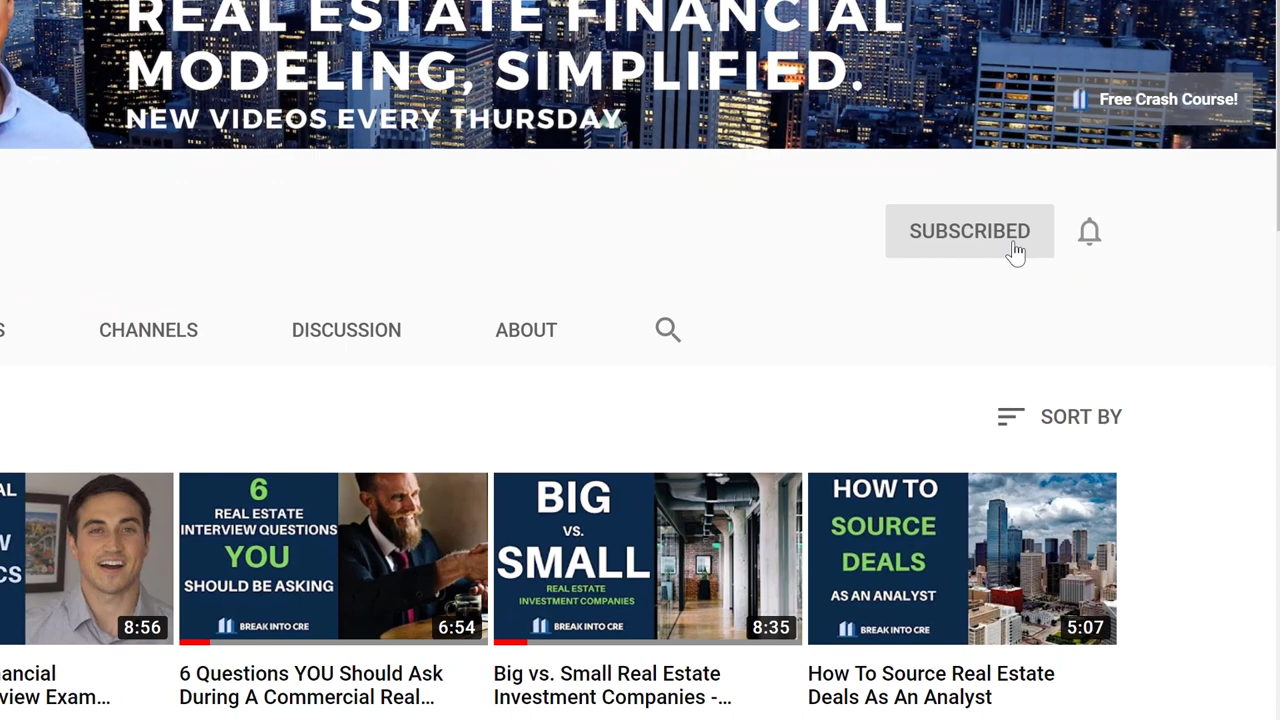 REAL ESTATE FINANCIAL
MODELING, SIMPLIFIED.
NEW VIDEOS EVERY THURSDAY
Free Crash Course!
SUBSCRIBED
S
CHANNELS
DISCUSSION
ABOUT
SORT BY
AL
W
CS
8:56
6
REAL ESTATE
INTERVIEW QUESTIONS
YOU
SHOULD BE ASKING
BREAK INTO CRE
6:54
BIG
VS.
SMALL
REAL ESTATE
INVESTMENT COMPANIES
BREAK INTO CRE
8:35
HOW TO
SOURCE
DEALS
AS AN ANALYST
BREAK INTO CRE
5:07
nancial
view Exam...
6 Questions YOU Should Ask
During A Commercial Real...
Big vs. Small Real Estate
Investment Companies -...
How To Source Real Estate
Deals As An Analyst